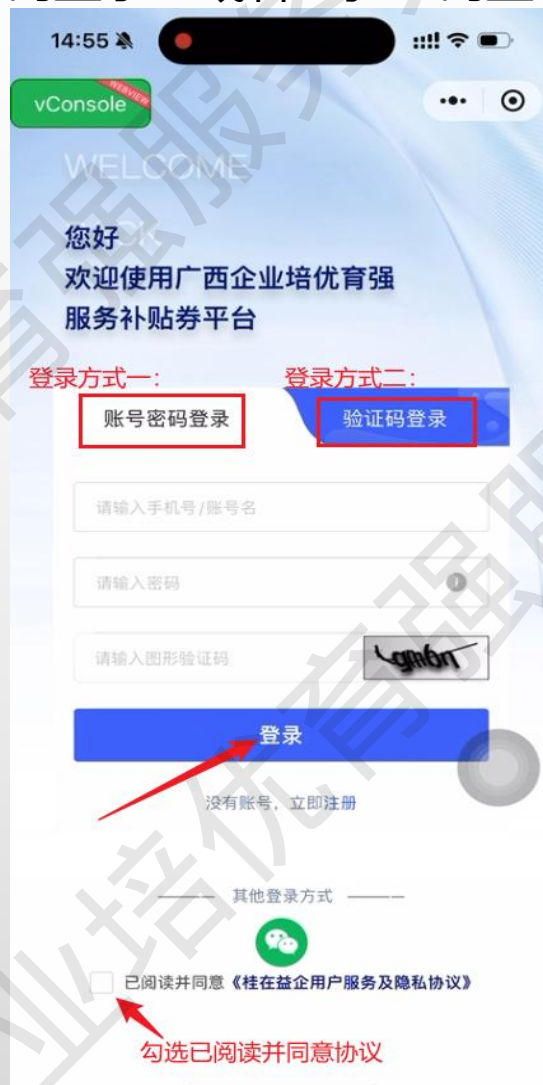 14:55
vConsole
WEBVIEW
WELCOME
您好
欢迎使用广西企业培优育强
服务补贴券平台
登录方式一：
登录方式二：
账号密码登录
验证码登录
请输入手机号/账号名
请输入密码
请输入图形验证码
登录
没有账号，立即注册
其他登录方式
已阅读并同意《桂在益企用户服务及隐私协议》
勾选已阅读并同意协议